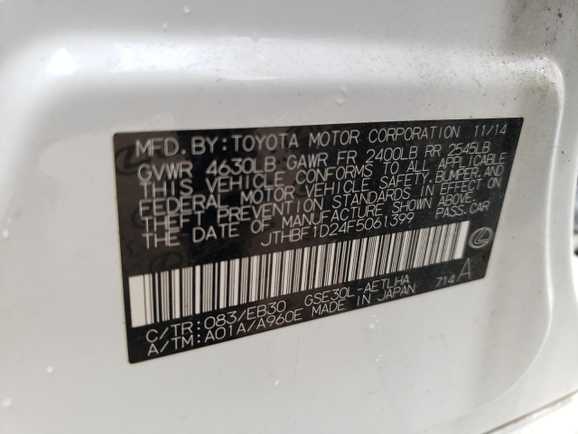 MFD. BY: TOYOTA MOTOR CORPORATION 11/14
GVWR 4630LB GAWR FR 2400LB RR 2545LB
THIS VEHICLE CONFORMS TO ALL APPLICABLE
FEDERAL MOTOR VEHICLE SAFETY, BUMPER, AND
THEFT PREVENTION STANDARDS IN EFFECT ON
THE DATE OF MANUFACTURE SHOWN ABOVE.
JTHBF1D24F5061399 PASS. CAR
C/TR: 083/EB30 GSE30L-AETLHA 714 A
A/TM: A01A/A960E MADE IN JAPAN